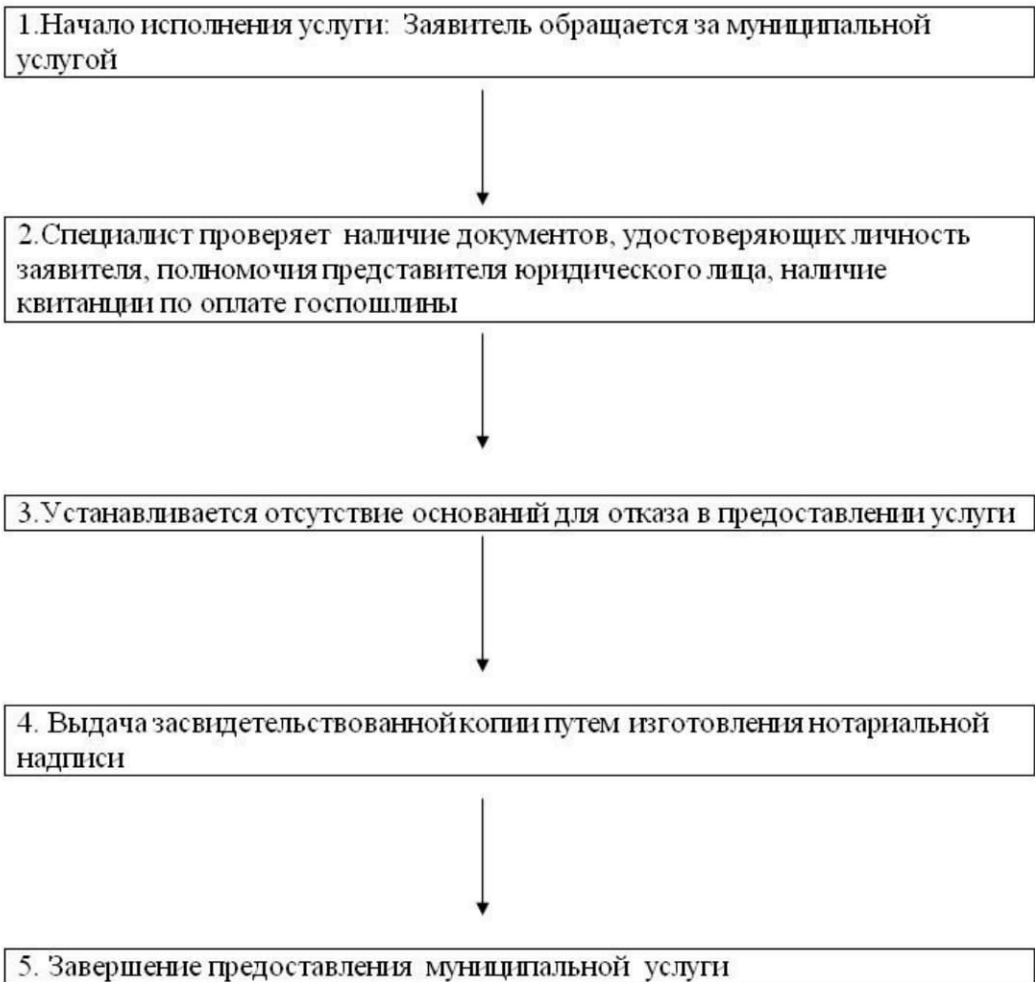 1.Начало исполнения услуги: Заявитель обращается за муниципальной
услугой
2.Специалист проверяет наличие документов, удостоверяющих личность
заявителя, полномочия представителя юридического лица, наличие
квитанции по оплате госпошлины
3.Устанавливается отсутствие оснований для отказа в предоставлении услуги
4. Выдача засвидетельствованной копии путем изготовления нотариальной
надписи
5. Завершение предоставления муниципальной услуги